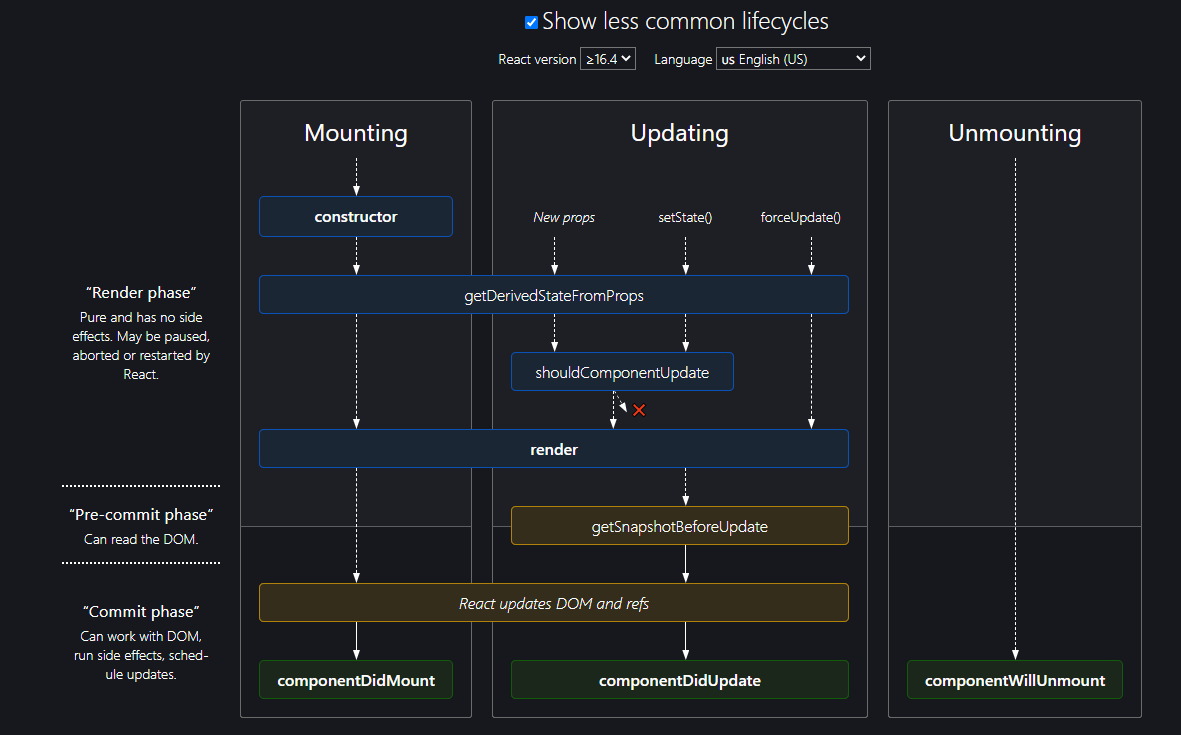 Show less common lifecycles
React version ≥16.4 Language us English (US)
Mounting
Updating
Unmounting
constructor
New props
setState()
forceUpdate()
“Render phase”
Pure and has no side
effects. May be paused,
aborted or restarted by
React.
getDerivedStateFromProps
shouldComponentUpdate
render
“Pre-commit phase”
Can read the DOM.
getSnapshotBeforeUpdate
“Commit phase”
Can work with DOM,
run side effects, sched-
ule updates.
React updates DOM and refs
componentDidMount
componentDidUpdate
componentWillUnmount